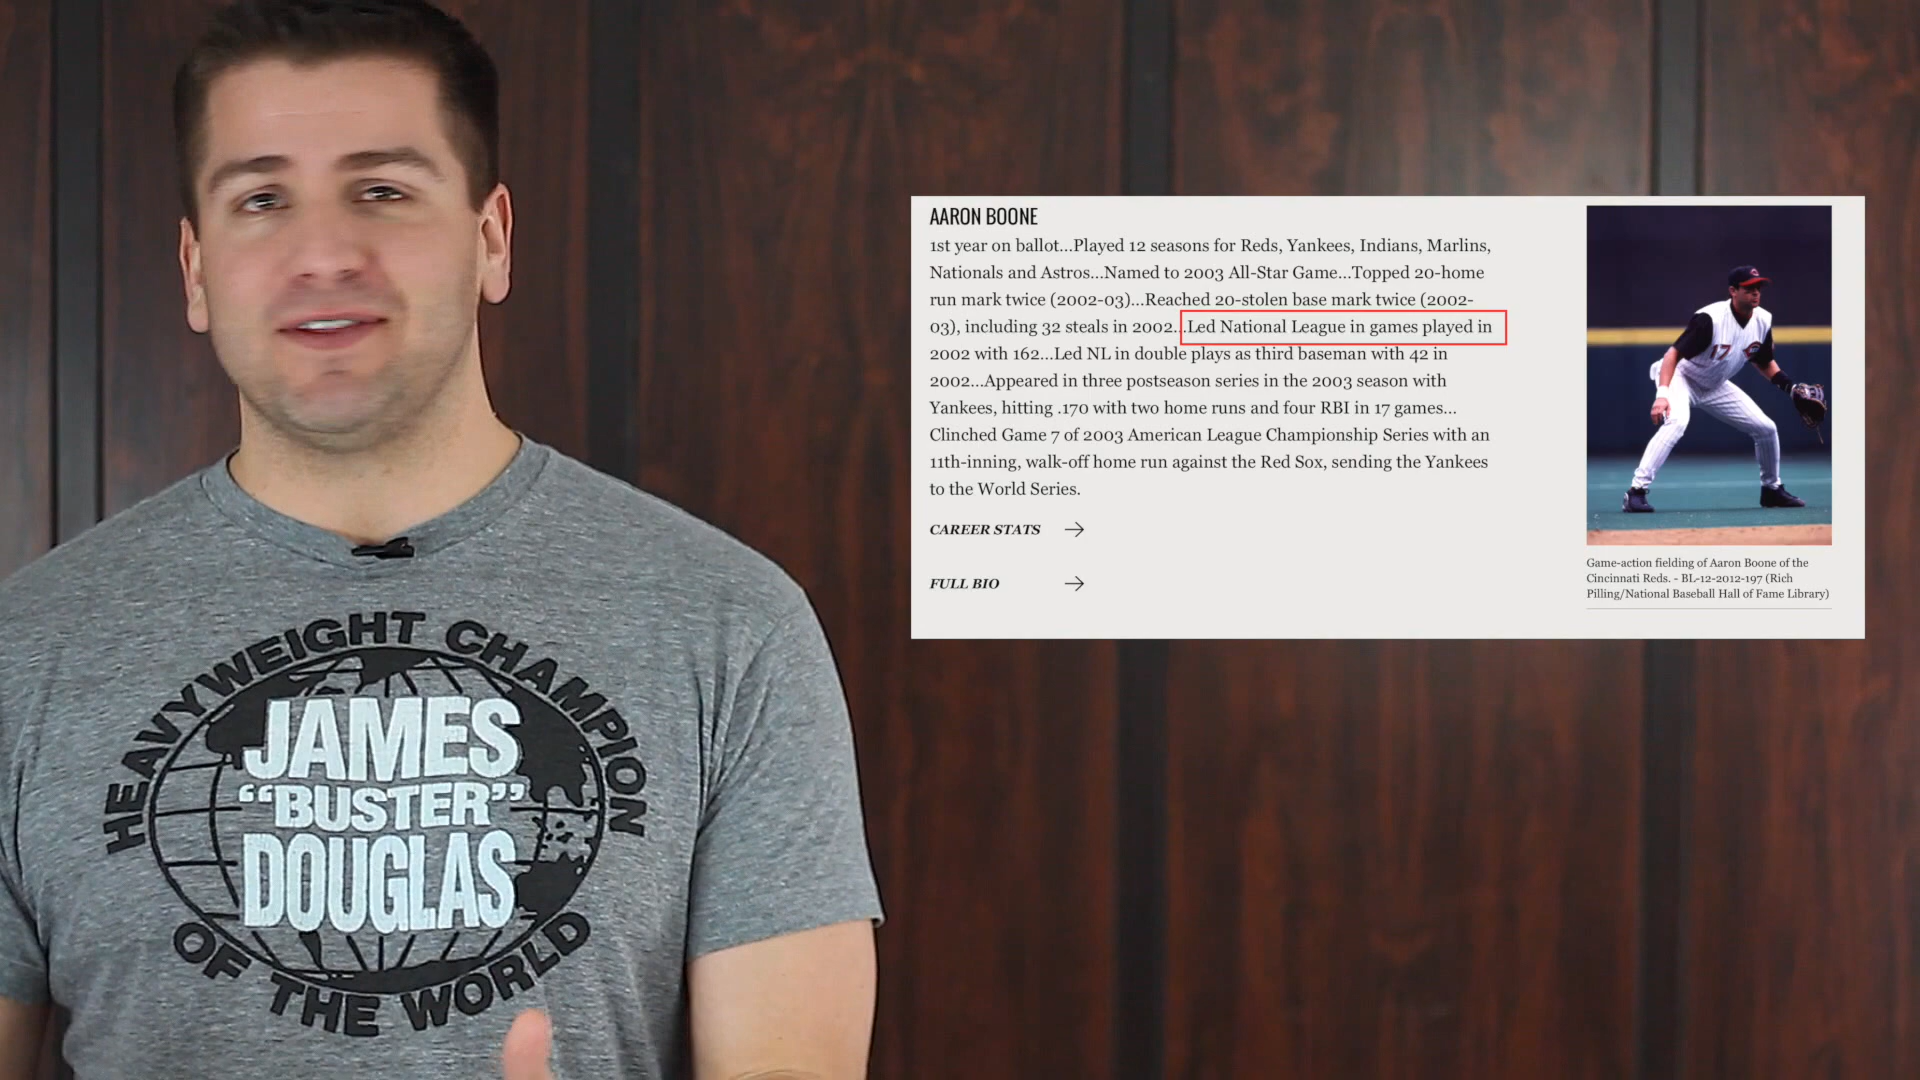 HEAVYWEIGHT CHAMPION
JAMES
“BUSTER”
DOUGLAS
OF THE WORLD
AARON BOONE
1st year on ballot...Played 12 seasons for Reds, Yankees, Indians, Marlins,
Nationals and Astros...Named to 2003 All-Star Game...Topped 20-home
run mark twice (2002-03)...Reached 20-stolen base mark twice (2002-
03), including 32 steals in 2002...Led National League in games played in
2002 with 162...Led NL in double plays as third baseman with 42 in
2002...Appeared in three postseason series in the 2003 season with
Yankees, hitting .170 with two home runs and four RBI in 17 games...
Clinched Game 7 of 2003 American League Championship Series with an
11th-inning, walk-off home run against the Red Sox, sending the Yankees
to the World Series.
CAREER STATS
FULL BIO
17
Game-action fielding of Aaron Boone of the
Cincinnati Reds. - BL-12-2012-197 (Rich
Pilling/National Baseball Hall of Fame Library)